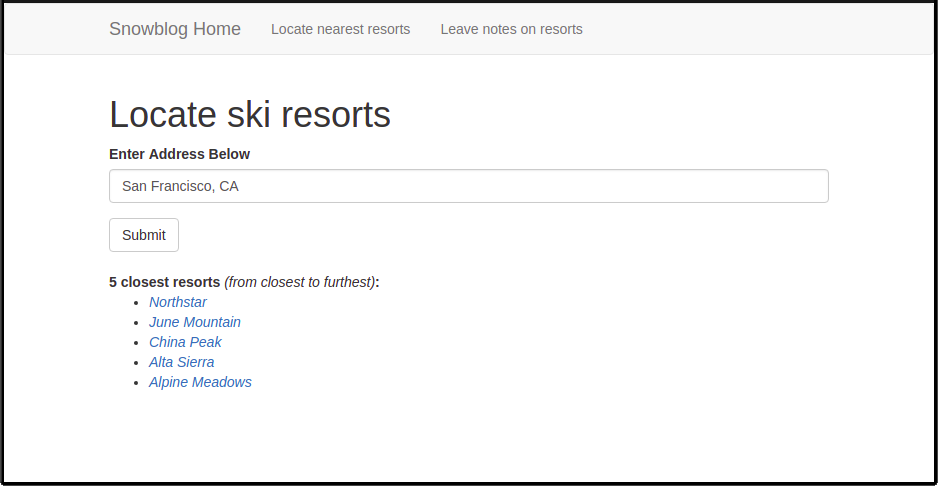 Snowblog Home Locate nearest resorts Leave notes on resorts
Locate ski resorts
Enter Address Below
San Francisco, CA
Submit
5 closest resorts (from closest to furthest):
Northstar
June Mountain
China Peak
Alta Sierra
Alpine Meadows